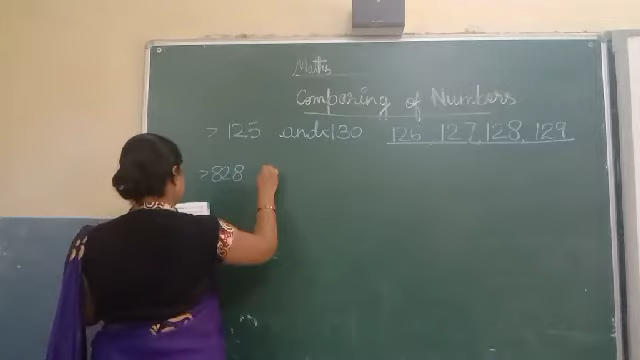 Maths
Comparing of Numbers
> 125 and < 130 126, 127, 128, 129
> 828